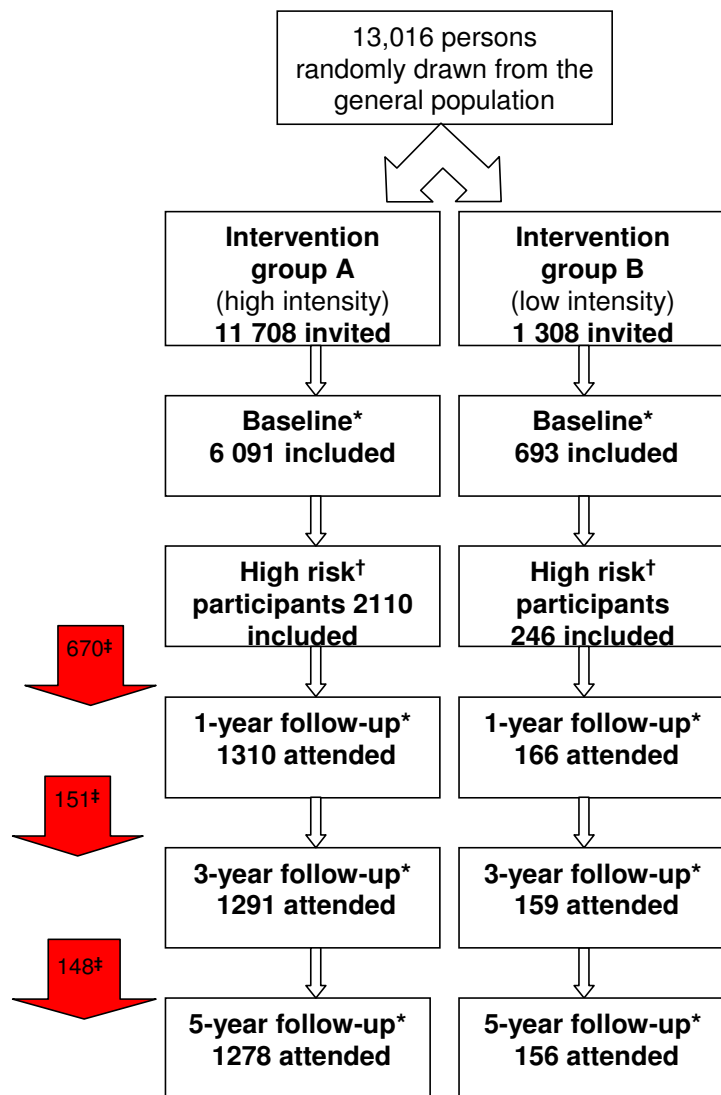 13,016 persons
randomly drawn from the
general population
Intervention
group A
(high intensity)
11 708 invited
Intervention
group B
(low intensity)
1 308 invited
Baseline*
6 091 included
Baseline*
693 included
High risk†
participants 2110
included
High risk†
participants
246 included
670‡
1-year follow-up*
1310 attended
1-year follow-up*
166 attended
151‡
3-year follow-up*
1291 attended
3-year follow-up*
159 attended
148‡
5-year follow-up*
1278 attended
5-year follow-up*
156 attended